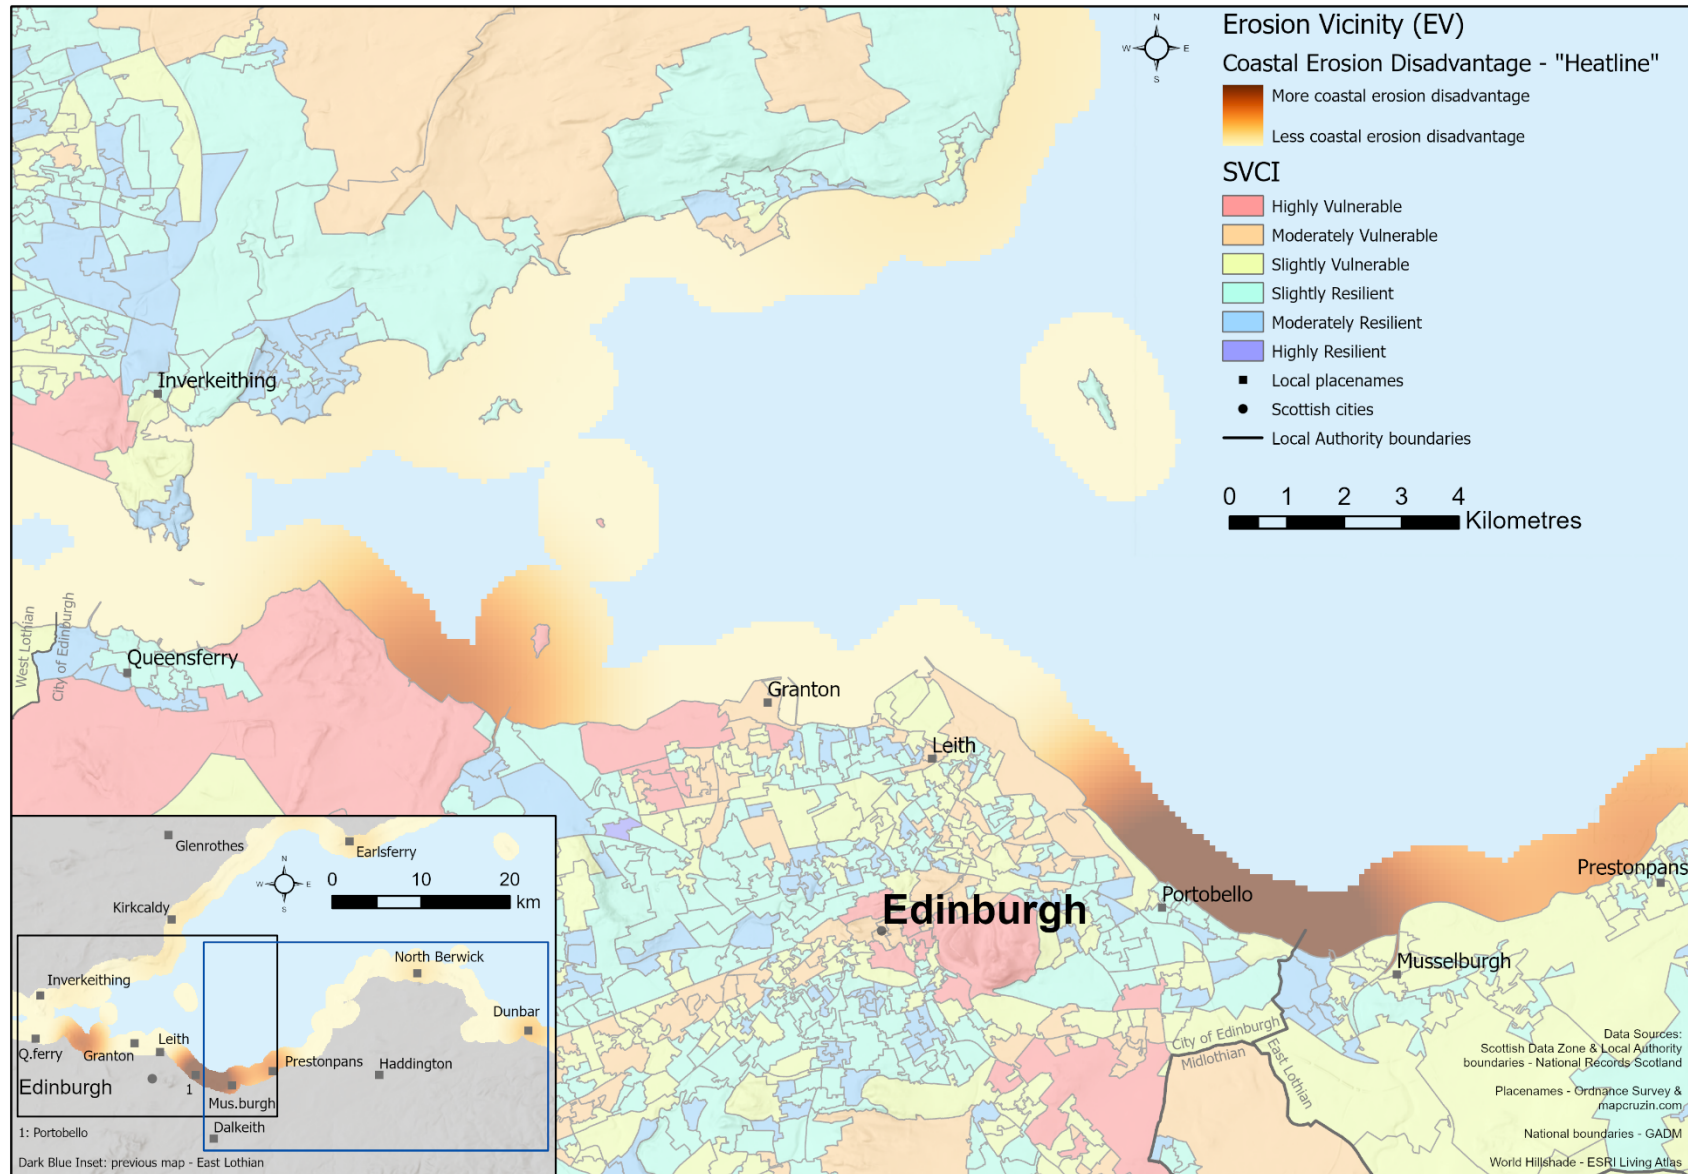 Erosion Vicinity (EV)
Coastal Erosion Disadvantage - "Heatline"
More coastal erosion disadvantage
Less coastal erosion disadvantage
SVCI
Highly Vulnerable
Moderately Vulnerable
Slightly Vulnerable
Slightly Resilient
Moderately Resilient
Highly Resilient
Local placenames
Scottish cities
Local Authority boundaries
0 1 2 3 4
Kilometres
N
W E
S
Inverkeithing
West Lothian
City of Edinburgh
Queensferry
Granton
Leith
Edinburgh
Portobello
Prestonpans
Musselburgh
City of Edinburgh
Midlothian
East Lothian
Data Sources:
Scottish Data Zone & Local Authority
boundaries - National Records Scotland
Placenames - Ordnance Survey &
mapcruzin.com
National boundaries - GADM
World Hillshade - ESRI Living Atlas
Glenrothes
Earlsferry
N
W E
S
0 10 20
km
Kirkcaldy
North Berwick
Inverkeithing
Dunbar
Q.ferry
Granton
Leith
Prestonpans
Haddington
Edinburgh
1
Mus.burgh
Dalkeith
1: Portobello
Dark Blue Inset: previous map - East Lothian